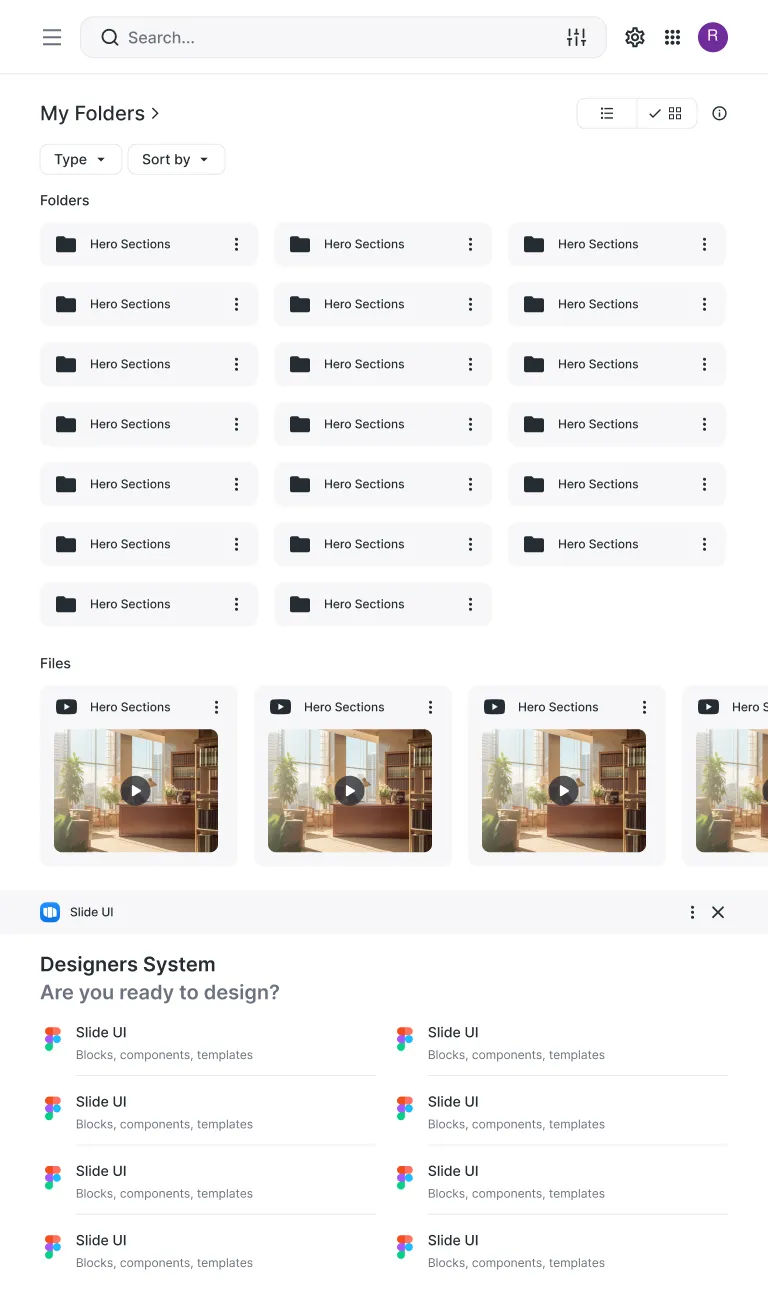 Search...
R
My Folders
Type
Sort by
Folders
Hero Sections Hero Sections Hero Sections
Hero Sections Hero Sections Hero Sections
Hero Sections Hero Sections Hero Sections
Hero Sections Hero Sections Hero Sections
Hero Sections Hero Sections Hero Sections
Hero Sections Hero Sections Hero Sections
Hero Sections Hero Sections
Files
Hero Sections Hero Sections Hero Sections Hero S
Slide UI
Designers System
Are you ready to design?
Slide UI Slide UI
Blocks, components, templates Blocks, components, templates
Slide UI Slide UI
Blocks, components, templates Blocks, components, templates
Slide UI Slide UI
Blocks, components, templates Blocks, components, templates
Slide UI Slide UI
Blocks, components, templates Blocks, components, templates